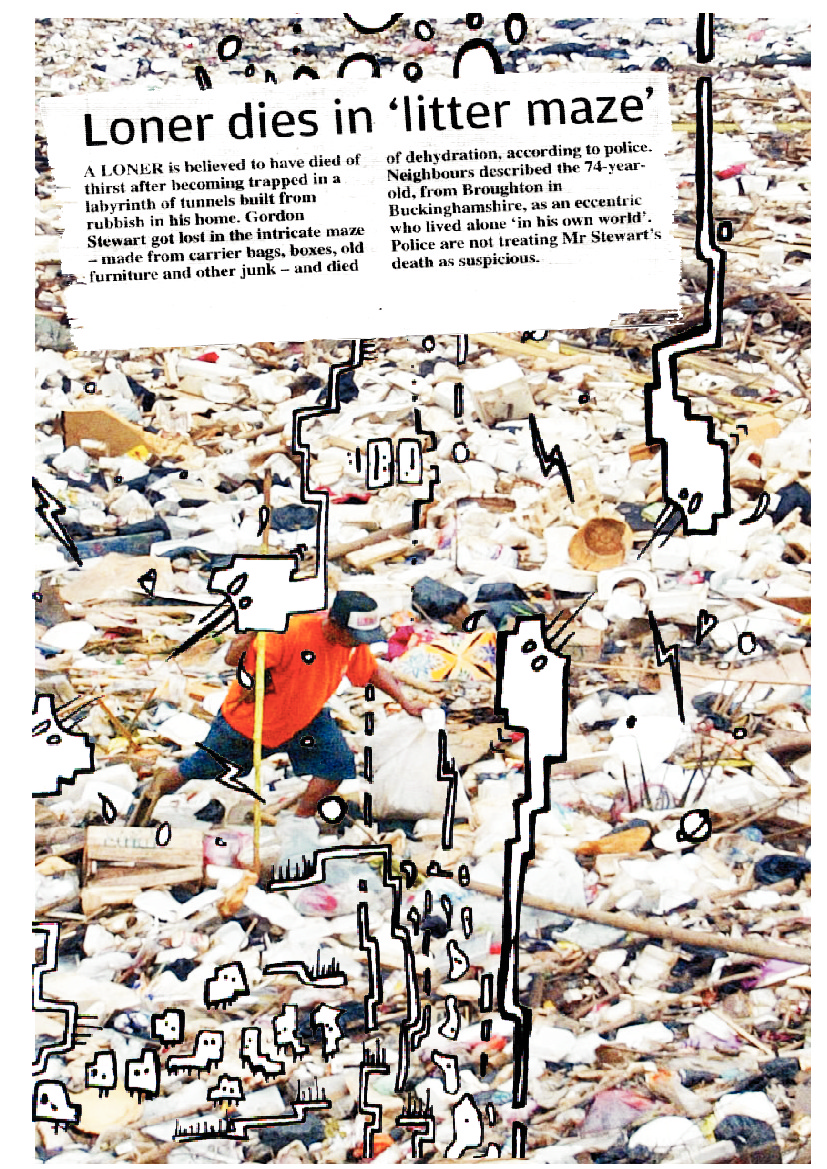 Loner dies in ‘litter maze’
A LONER is believed to have died of
thirst after becoming trapped in a
labyrinth of tunnels built from
rubbish in his home. Gordon
Stewart got lost in the intricate maze
– made from carrier bags, boxes, old
furniture and other junk – and died
of dehydration, according to police.
Neighbours described the 74-year-
old, from Broughton in
Buckinghamshire, as an eccentric
who lived alone ‘in his own world’.
Police are not treating Mr Stewart’s
death as suspicious.